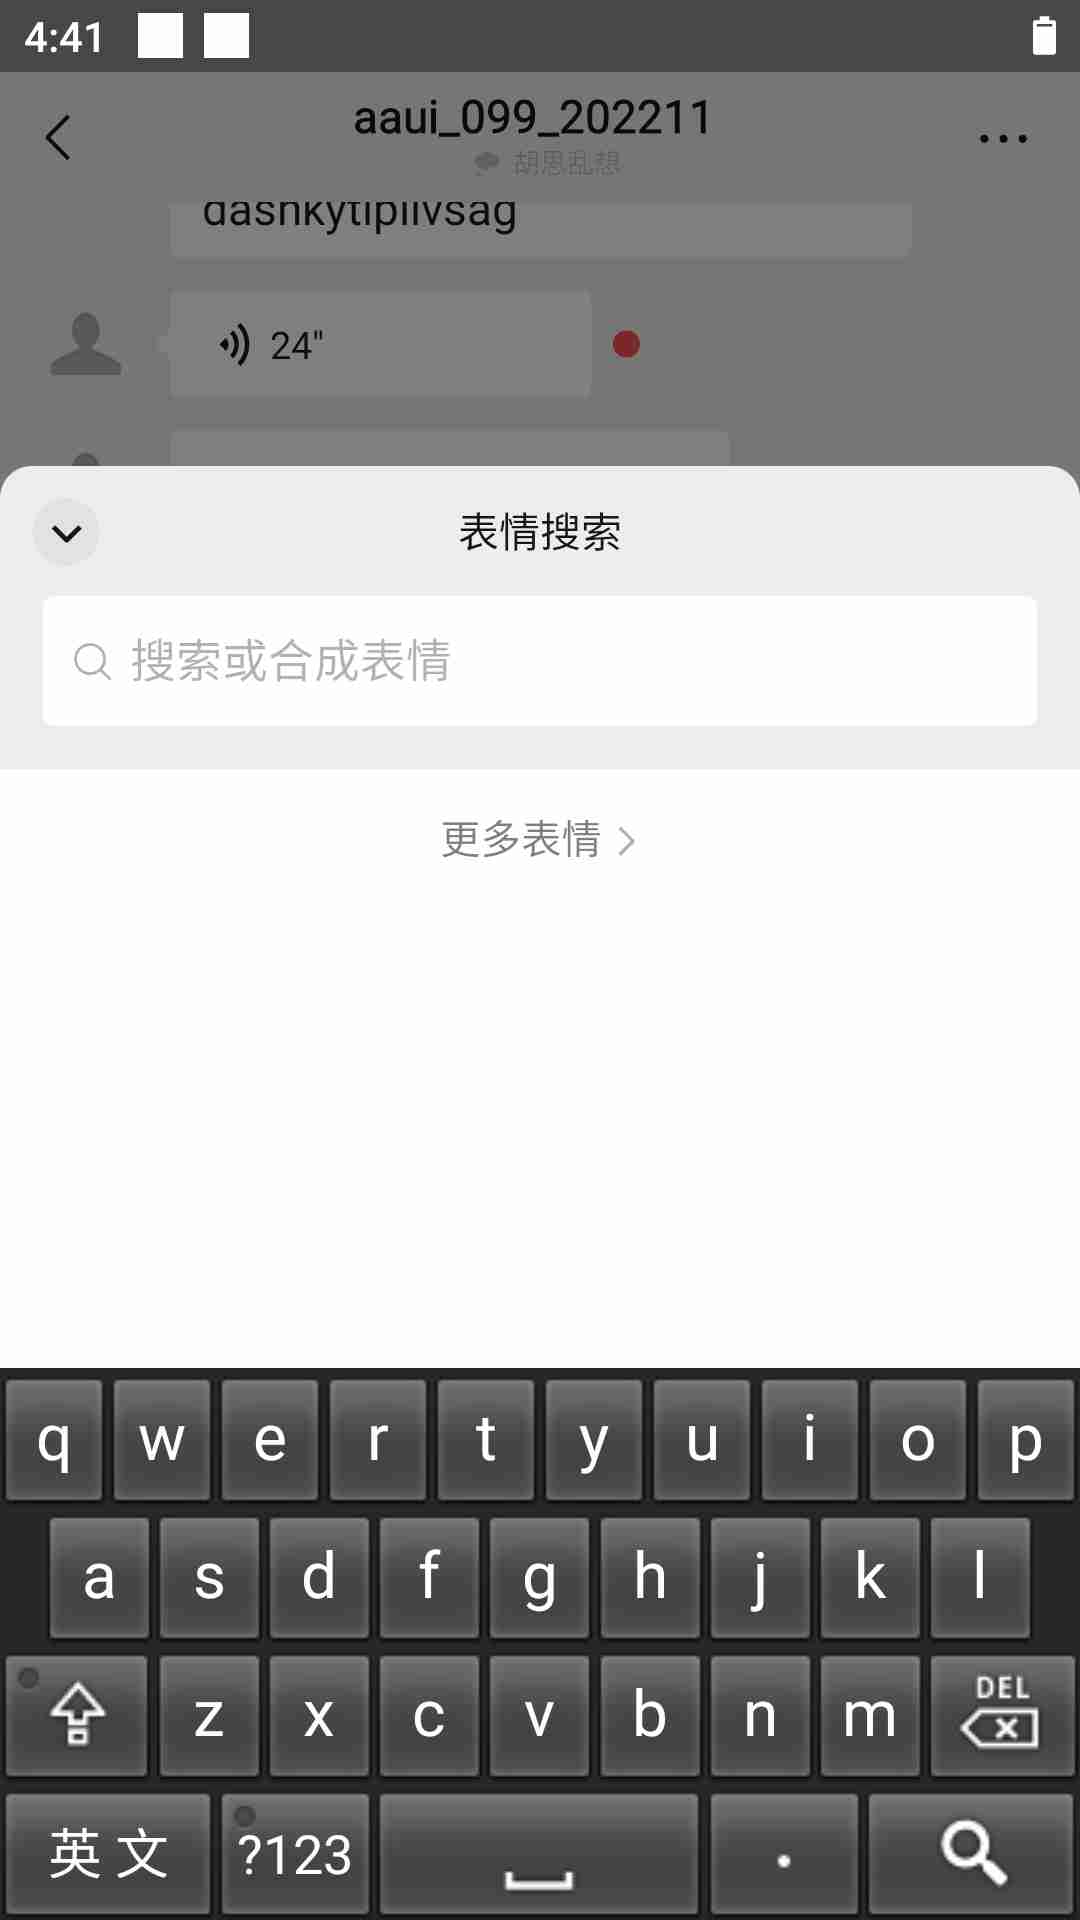 4:41
aaui_099_202211
胡思乱想
dashkytipiivsag
24"
表情搜索
搜索或合成表情
更多表情
q w e r t y u i o p
a s d f g h j k l
z x c v b n m DEL
英文 ?123 .